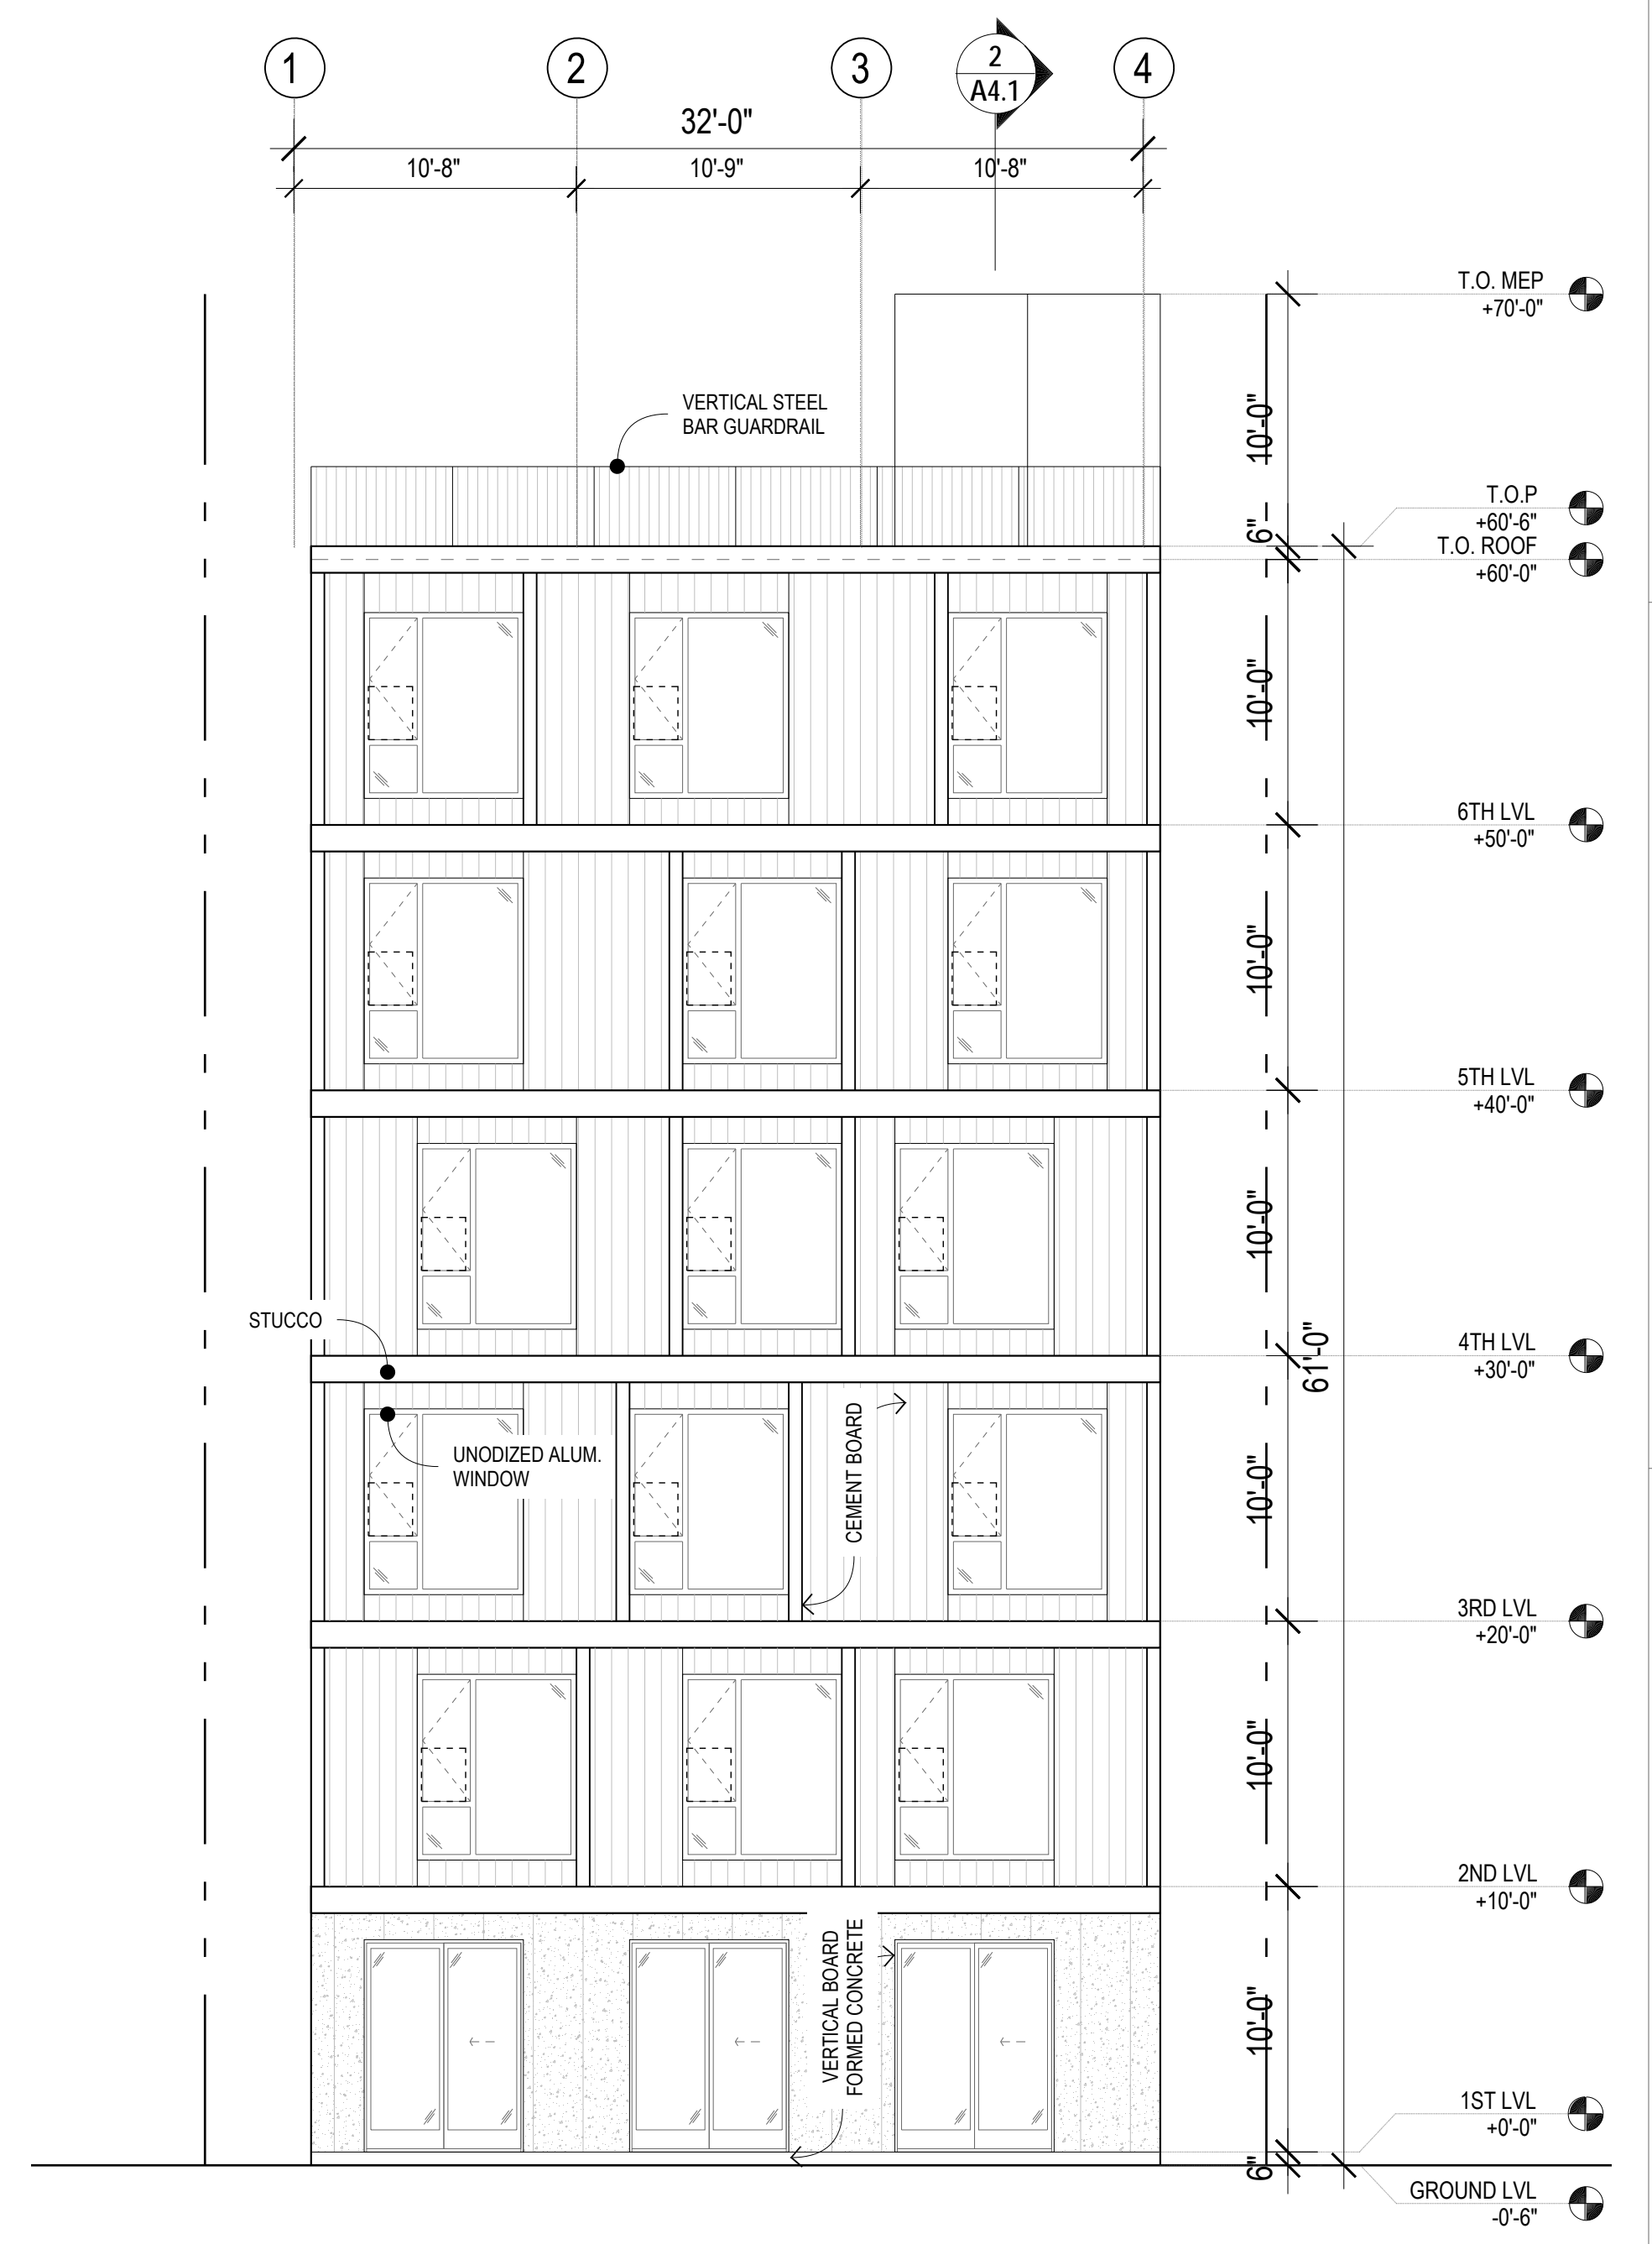 1
2
3
2
A4.1
4
32'-0"
10'-8"
10'-9"
10'-8"
T.O. MEP
+70'-0"
10'-0"
VERTICAL STEEL
BAR GUARDRAIL
T.O.P
+60'-6"
6"
T.O. ROOF
+60'-0"
10'-0"
6TH LVL
+50'-0"
10'-0"
5TH LVL
+40'-0"
10'-0"
STUCCO
61'-0"
4TH LVL
+30'-0"
UNODIZED ALUM.
WINDOW
CEMENT BOARD
10'-0"
3RD LVL
+20'-0"
10'-0"
2ND LVL
+10'-0"
VERTICAL BOARD
FORMED CONCRETE
10'-0"
1ST LVL
+0'-0"
6"
GROUND LVL
-0'-6"